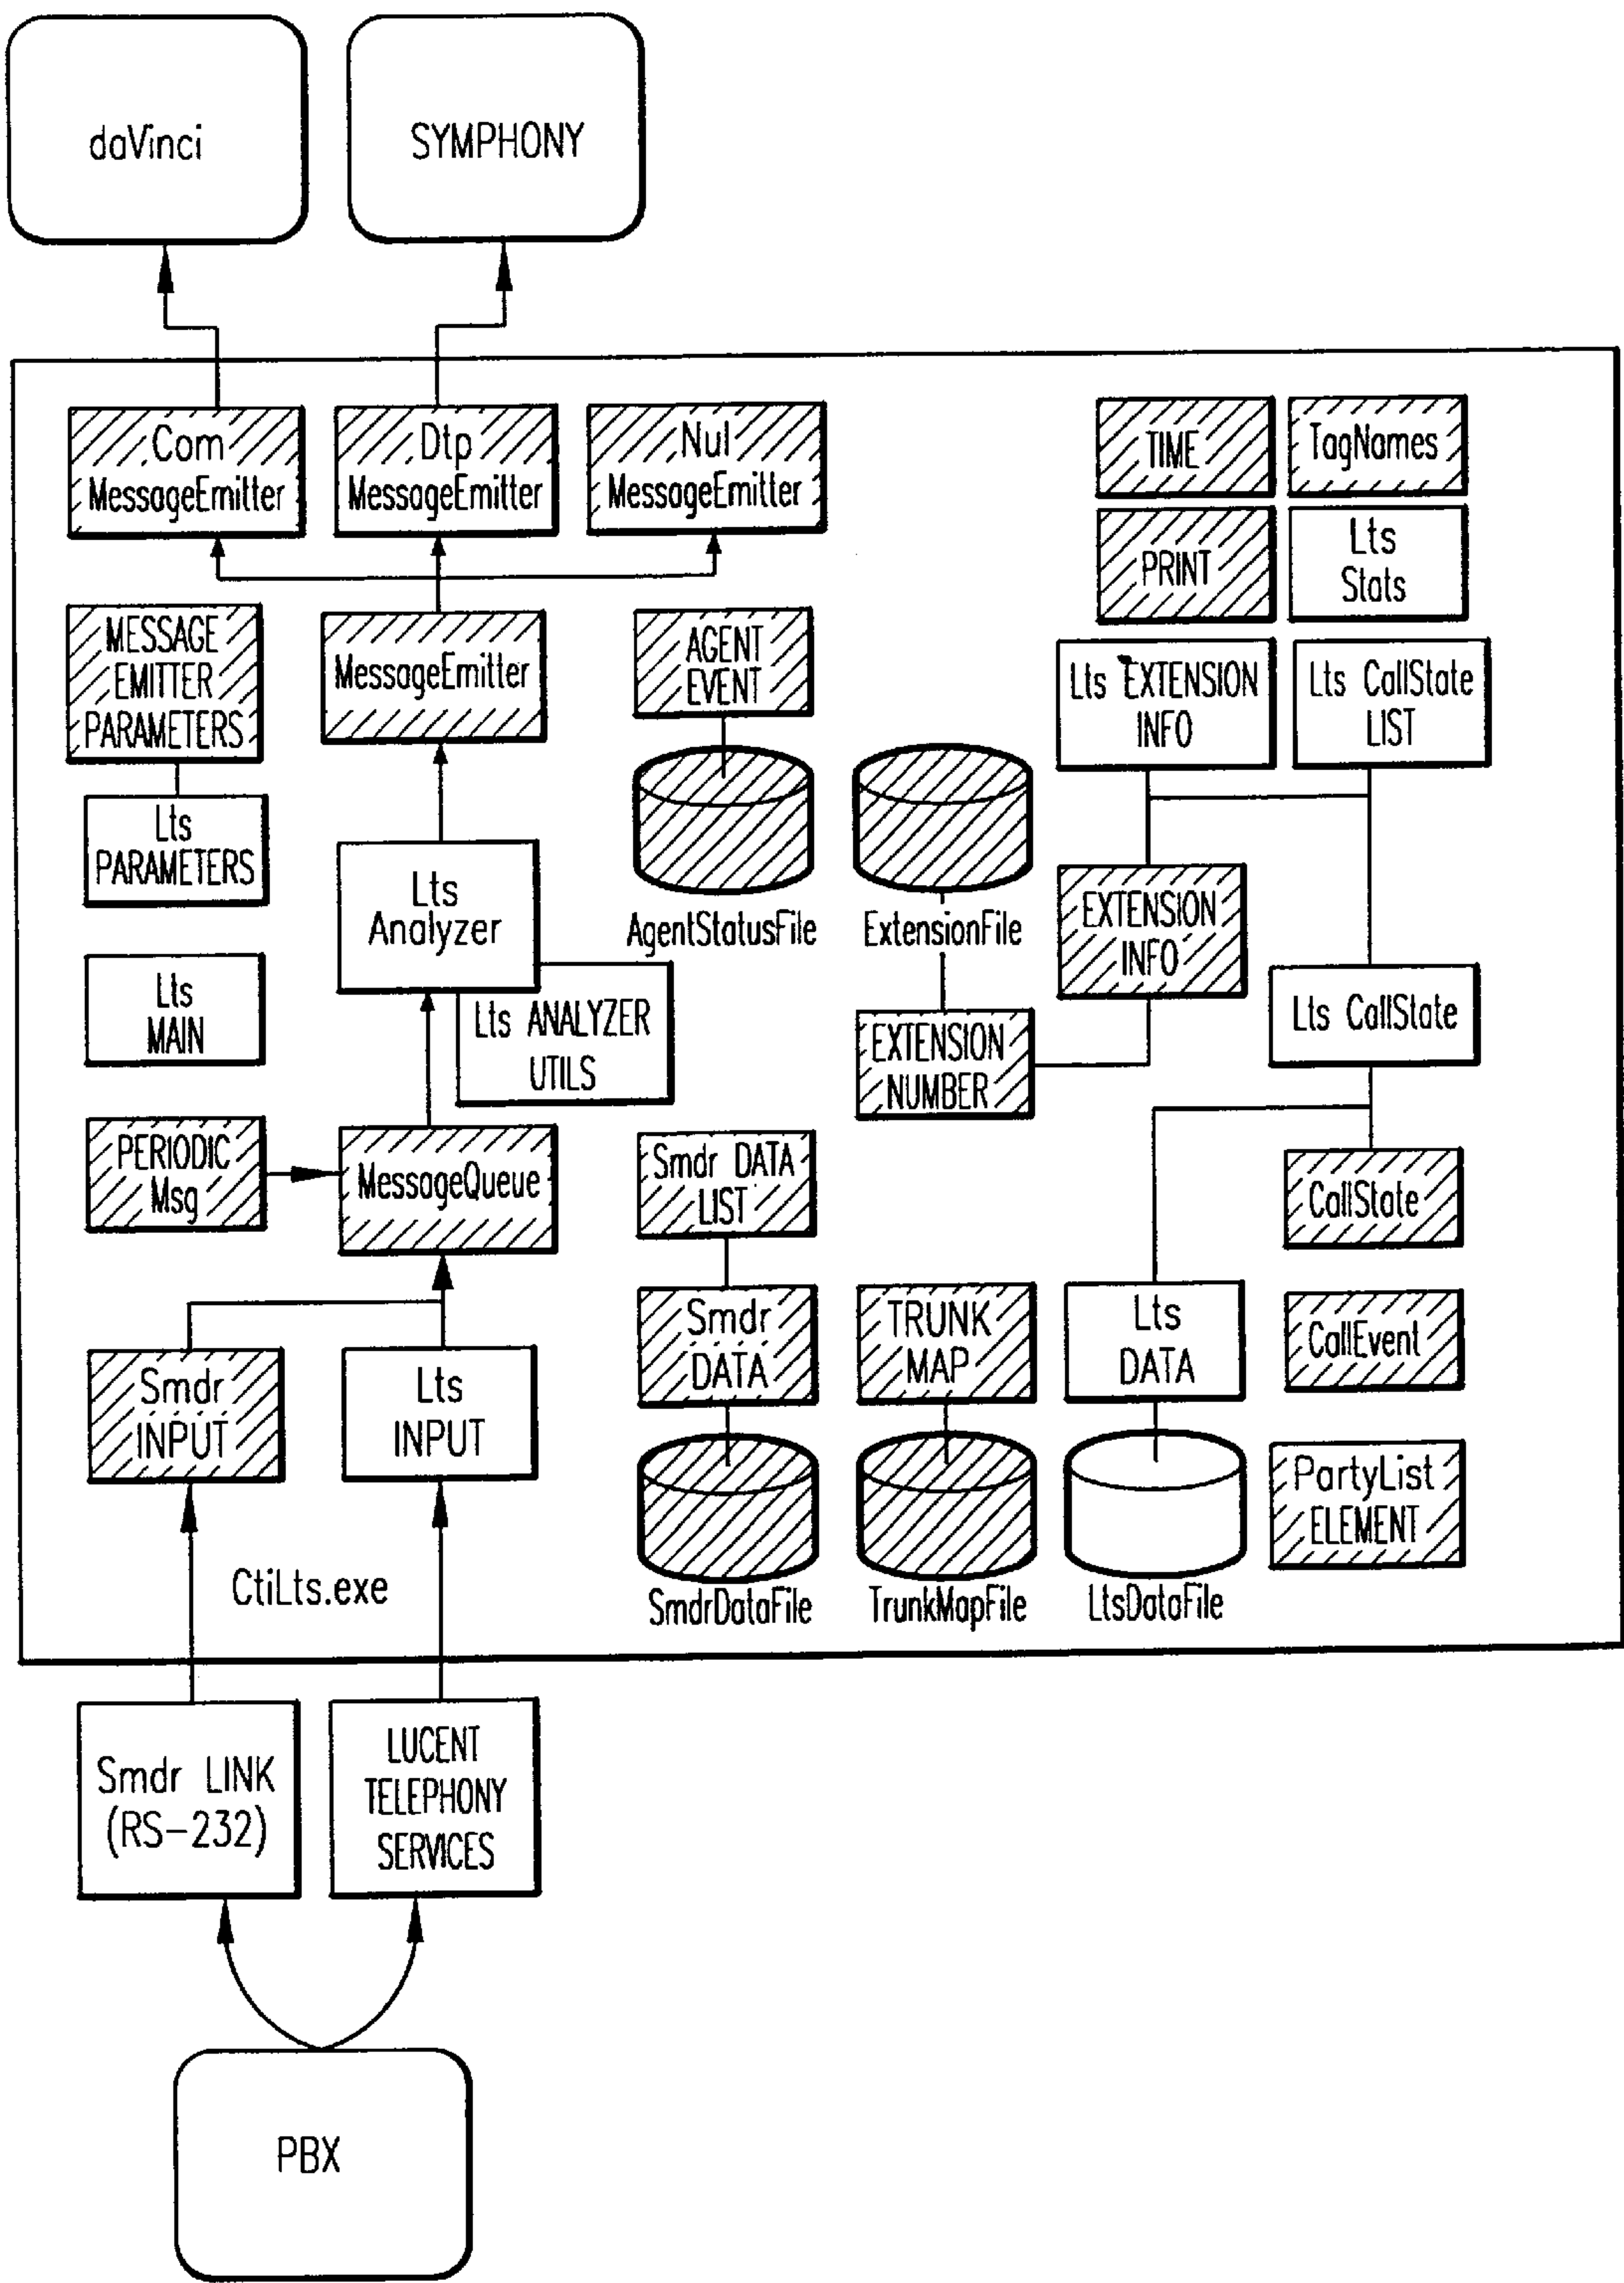 daVinci
SYMPHONY
Com
MessageEmitter
Dtp
MessageEmitter
Nul
MessageEmitter
TIME
TagNames
PRINT
Lts
Stats
MESSAGE
EMITTER
PARAMETERS
MessageEmitter
AGENT
EVENT
Lts EXTENSION
INFO
Lts CallState
LIST
Lts
PARAMETERS
Lts
Analyzer
AgentStatusFile
ExtensionFile
EXTENSION
INFO
Lts
MAIN
Lts ANALYZER
UTILS
EXTENSION
NUMBER
Lts CallState
PERIODIC
Msg
MessageQueue
Smdr DATA
LIST
CallState
Smdr
INPUT
Lts
INPUT
Smdr
DATA
TRUNK
MAP
Lts
DATA
CallEvent
PartyList
ELEMENT
CtiLts.exe
SmdrDataFile
TrunkMapFile
LtsDataFile
Smdr LINK
(RS-232)
LUCENT
TELEPHONY
SERVICES
PBX